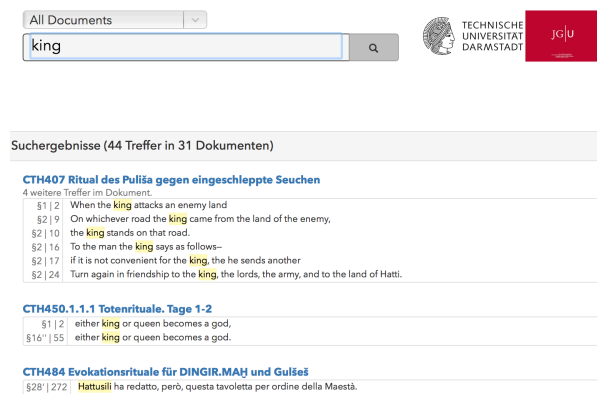 All Documents
king
TECHNISCHE
UNIVERSITÄT
DARMSTADT
JG|U
Suchergebnisse (44 Treffer in 31 Dokumenten)
CTH407 Ritual des Puliša gegen eingeschleppte Seuchen
4 weitere Treffer im Dokument.
§1 | 2 When the king attacks an enemy land
§2 | 9 On whichever road the king came from the land of the enemy,
§2 | 10 the king stands on that road.
§2 | 16 To the man the king says as follows—
§2 | 17 if it is not convenient for the king, the he sends another
§2 | 24 Turn again in friendship to the king, the lords, the army, and to the land of Hatti.
CTH450.1.1.1 Totenrituale. Tage 1-2
§1 | 2 either king or queen becomes a god,
§16'' | 55 either king or queen becomes a god.
CTH484 Evokationsrituale für DINGIR.MAḪ und Gulšeš
§28' | 272 Hattusili ha redatto, però, questa tavoletta per ordine della Maestà.